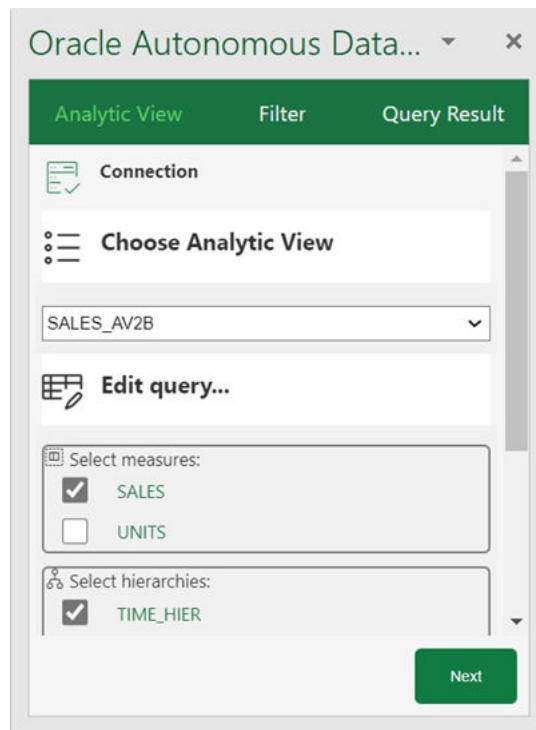 Oracle Autonomous Data...
Analytic View Filter Query Result
Connection
Choose Analytic View
SALES_AV2B
Edit query...
Select measures:
SALES
UNITS
Select hierarchies:
TIME_HIER
Next